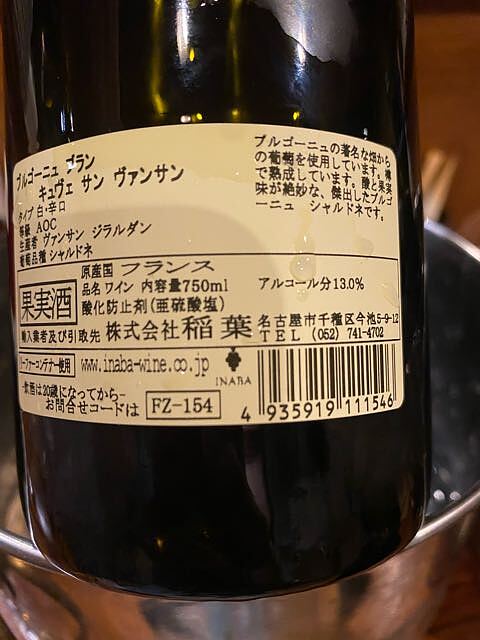 ブルゴーニュ ブラン
キュヴェ サン ヴァンサン
タイプ 白・辛口
等級 AOC
生産者 ヴァンサン ジラルダン
葡萄品種 シャルドネ
ブルゴーニュの著名な畑から
の葡萄を使用しています。樽
で熟成しています。酸と果実
味が絶妙な、傑出したブルゴ
ーニュ シャルドネです。
果実酒
原産国 フランス
品名 ワイン 内容量750ml アルコール分13.0%
酸化防止剤(亜硫酸塩)
輸入業者及び引取先 株式会社 稲葉 名古屋市千種区今池5-9-12
TEL (052) 741-4702
リーファーコンテナー使用 www.inaba-wine.co.jp
INABA
-飲酒は20歳になってから-
お問合せコードは FZ-154
4 935919 111546